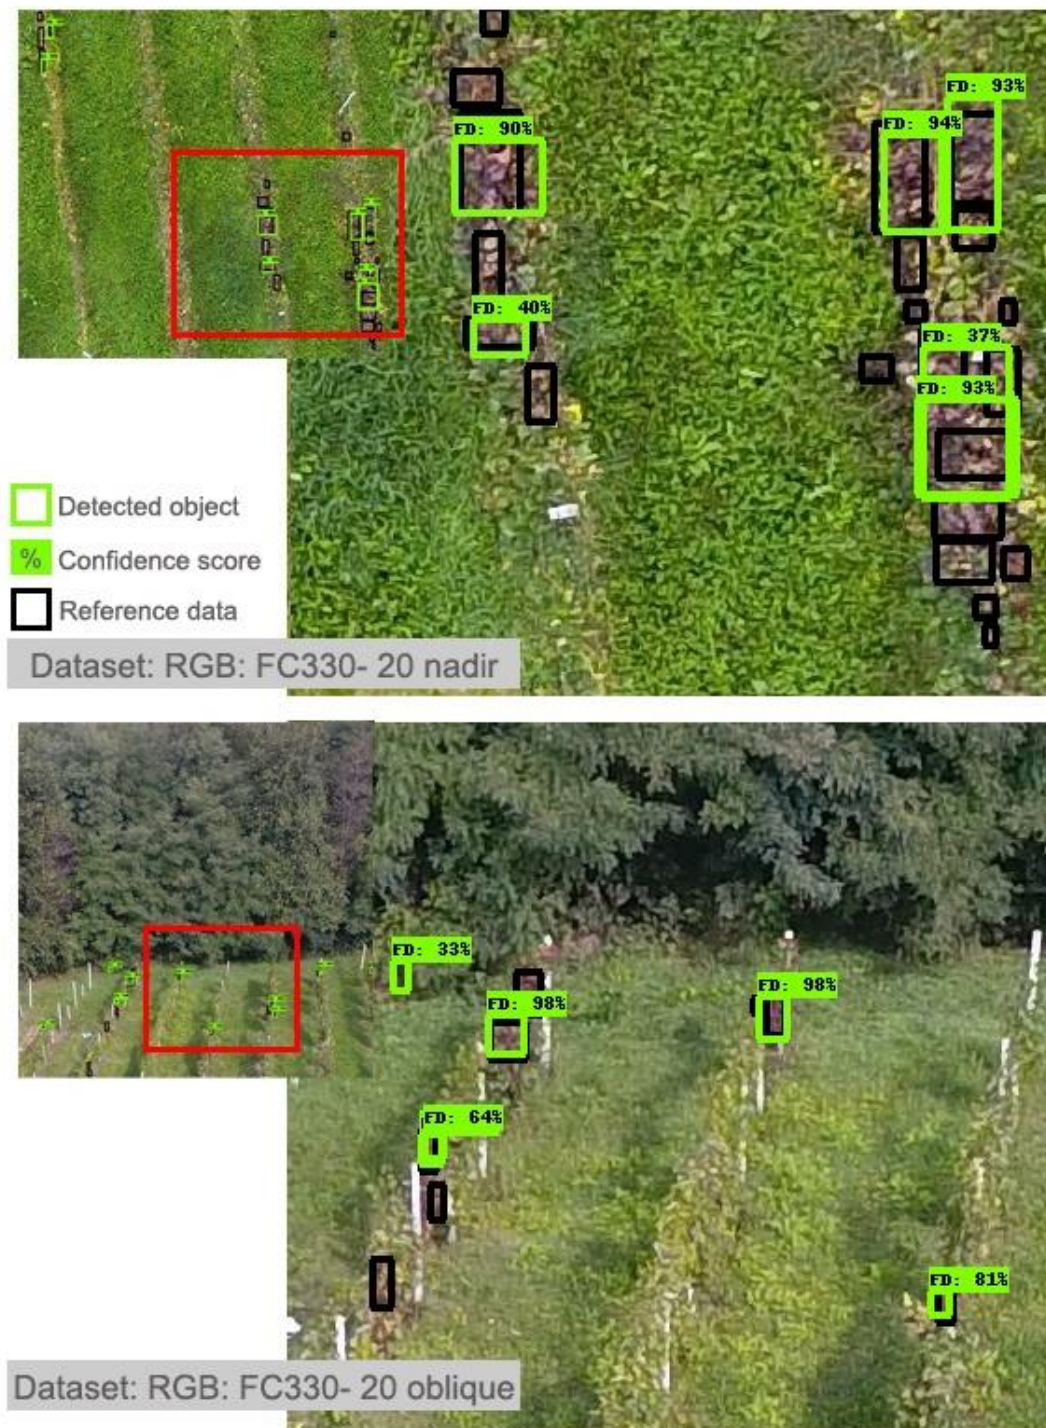 FD: 93%
FD: 94%
FD: 90%
FD: 40%
FD: 37%
FD: 93%
Detected object
% Confidence score
Reference data
Dataset: RGB: FC330- 20 nadir
FD: 33%
FD: 98%
FD: 98%
FD: 64%
FD: 81%
Dataset: RGB: FC330- 20 oblique